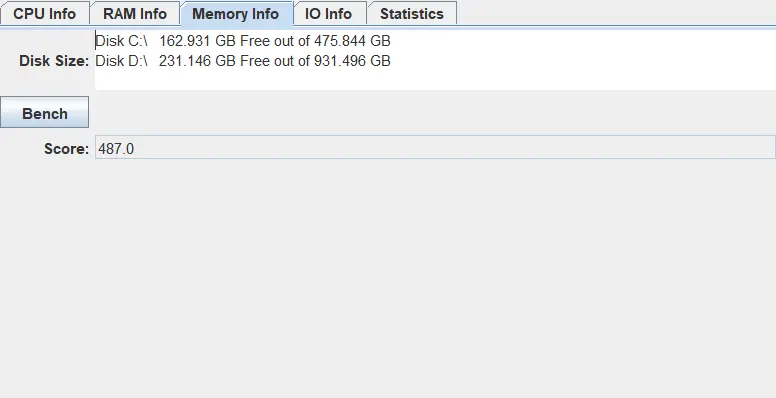 CPU Info RAM Info Memory Info IO Info Statistics
Disk C:\ 162.931 GB Free out of 475.844 GB
Disk Size: Disk D:\ 231.146 GB Free out of 931.496 GB
Bench
Score: 487.0